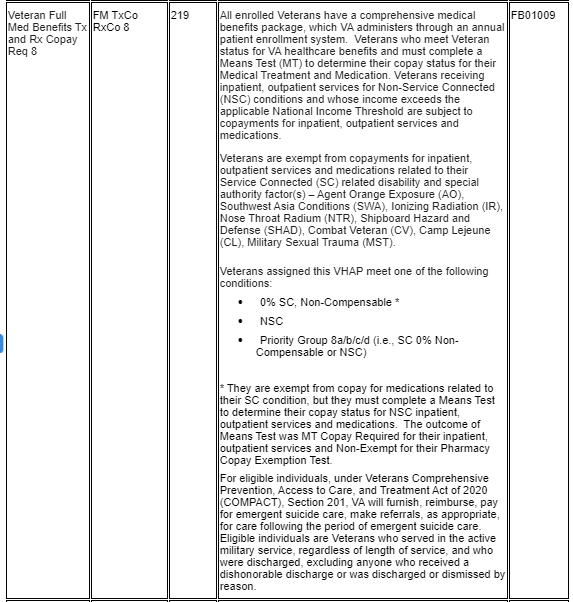 Veteran Full
Med Benefits Tx
and Rx Copay
Req 8
FM TxCo
RxCo 8
219
All enrolled Veterans have a comprehensive medical
benefits package, which VA administers through an annual
patient enrollment system.  Veterans who meet Veteran
status for VA healthcare benefits and must complete a
Means Test (MT) to determine their copay status for their
Medical Treatment and Medication. Veterans receiving
inpatient, outpatient services for Non-Service Connected
(NSC) conditions and whose income exceeds the
applicable National Income Threshold are subject to
copayments for inpatient, outpatient services and
medications.
Veterans are exempt from copayments for inpatient,
outpatient services and medications related to their
Service Connected (SC) related disability and special
authority factor(s) – Agent Orange Exposure (AO),
Southwest Asia Conditions (SWA), Ionizing Radiation (IR),
Nose Throat Radium (NTR), Shipboard Hazard and
Defense (SHAD), Combat Veteran (CV), Camp Lejeune
(CL), Military Sexual Trauma (MST).
Veterans assigned this VHAP meet one of the following
conditions:
• 0% SC, Non-Compensable *
• NSC
• Priority Group 8a/b/c/d (i.e., SC 0% Non-
Compensable or NSC)
* They are exempt from copay for medications related to
their SC condition, but they must complete a Means Test
to determine their copay status for NSC inpatient,
outpatient services and medications.  The outcome of
Means Test was MT Copay Required for their inpatient,
outpatient services and Non-Exempt for their Pharmacy
Copay Exemption Test.
For eligible individuals, under Veterans Comprehensive
Prevention, Access to Care, and Treatment Act of 2020
(COMPACT), Section 201, VA will furnish, reimburse, pay
for emergent suicide care, make referrals, as appropriate,
for care following the period of emergent suicide care.
Eligible individuals are Veterans who served in the active
military service, regardless of length of service, and who
were discharged, excluding anyone who received a
dishonorable discharge or was discharged or dismissed by
reason.
FB01009